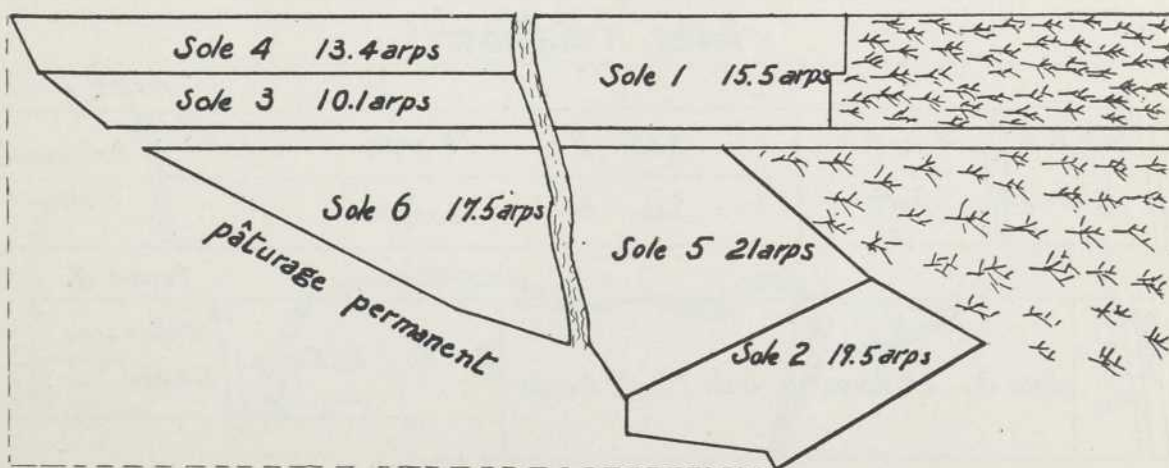 Sole 4 13.4 arps
Sole 1 15.5 arps
Sole 3 10.1 arps
Sole 6 17.5 arps
Sole 5 21 arps
pâturage permanent
Sole 2 19.5 arps